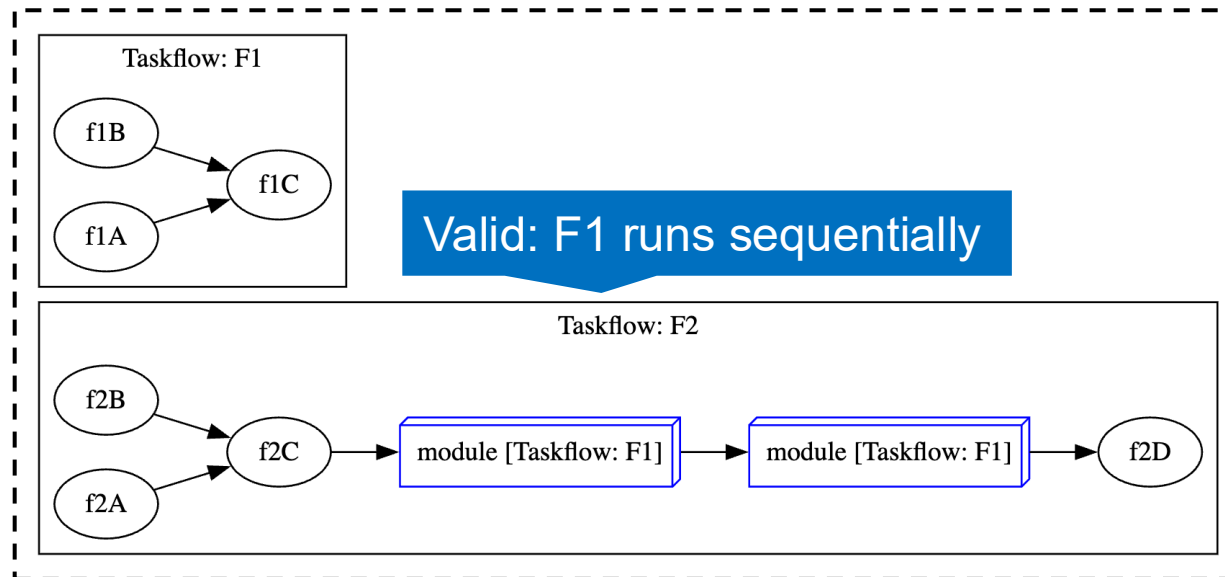 Taskflow: F1
f1B
f1C
f1A
Valid: F1 runs sequentially
Taskflow: F2
f2B
f2C
module [Taskflow: F1]
module [Taskflow: F1]
f2D
f2A